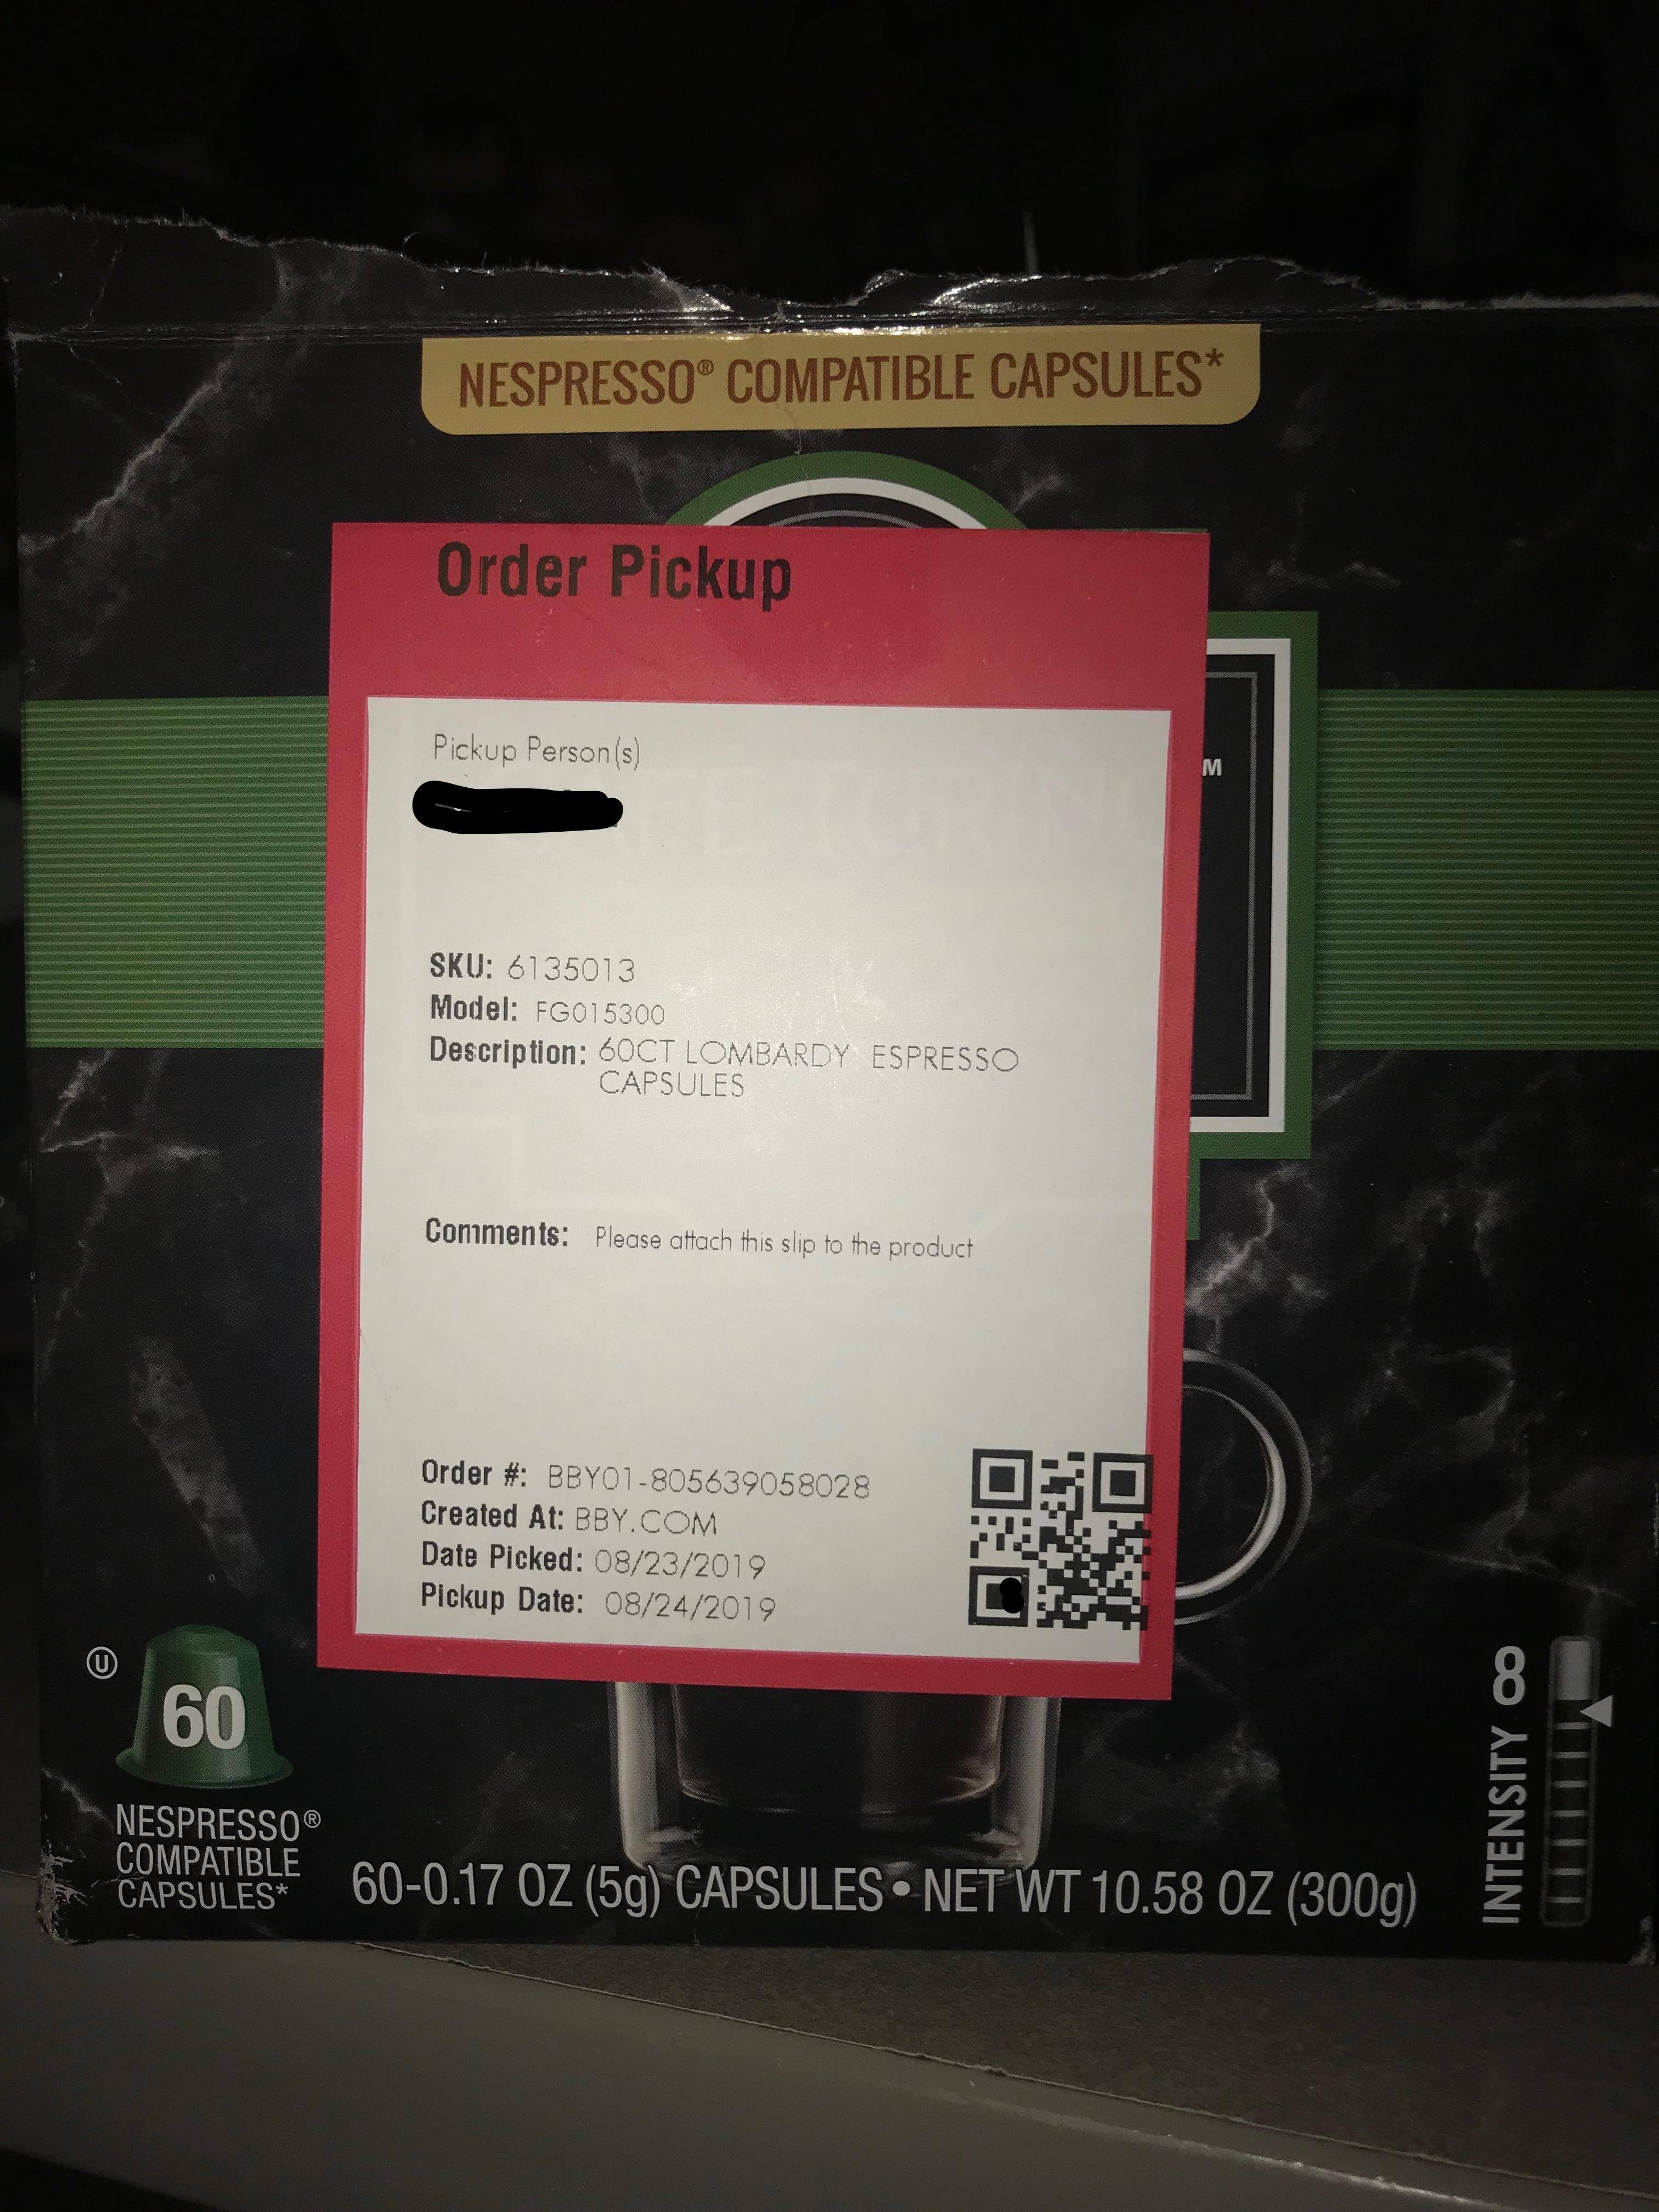 NESPRESSO® COMPATIBLE CAPSULES*
Order Pickup
Pickup Person(s)
M
SKU: 6135013
Model: FG015300
Description: 60CT LOMBARDY ESPRESSO
CAPSULES
Comments: Please attach this slip to the product
Order #: BBY01-805639058028
Created At: BBY.COM
Date Picked: 08/23/2019
Pickup Date: 08/24/2019
U
60
NESPRESSO®
COMPATIBLE
CAPSULES*
60-0.17 OZ (5g) CAPSULES • NET WT 10.58 OZ (300g)
INTENSITY 8